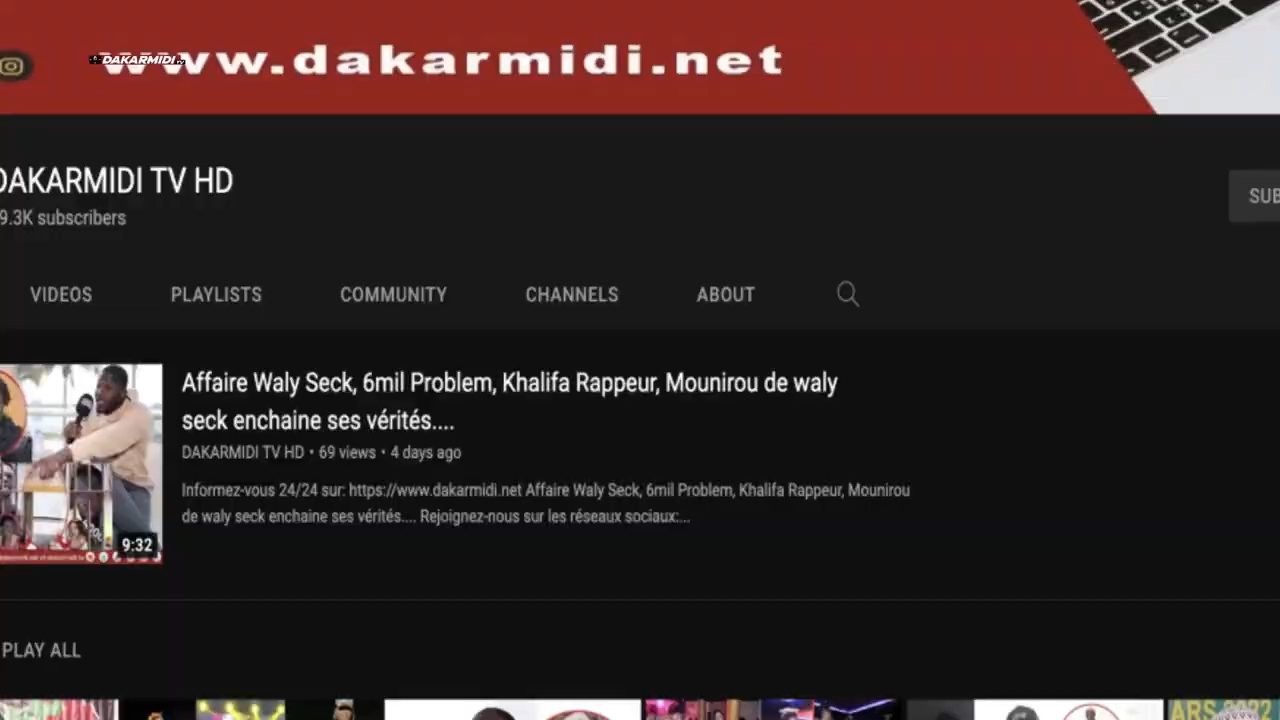 www.dakarmidi.net
DAKARMIDI
DAKARMIDI TV HD
9.3K subscribers
SUB
VIDEOS PLAYLISTS COMMUNITY CHANNELS ABOUT
Affaire Waly Seck, 6mil Problem, Khalifa Rappeur, Mounirou de waly
seck enchaine ses vérités....
DAKARMIDI TV HD • 69 views • 4 days ago
Informez-vous 24/24 sur: https://www.dakarmidi.net Affaire Waly Seck, 6mil Problem, Khalifa Rappeur, Mounirou
de waly seck enchaine ses vérités.... Rejoignez-nous sur les réseaux sociaux:...
9:32
PLAY ALL